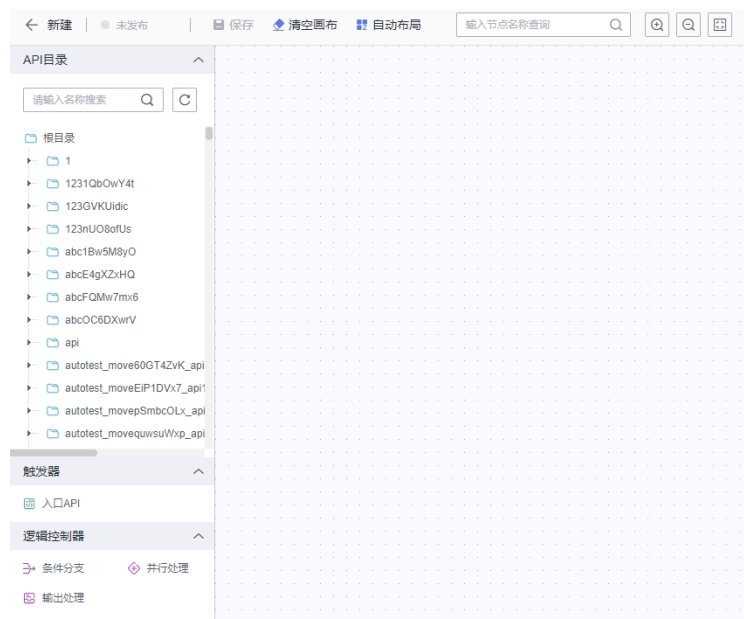 新建 未发布 保存 清空画布 自动布局 输入节点名称查询
API目录
请输入名称搜索
根目录
1
1231QbOwY4t
123GVKUidic
123nUO8ofUs
abc1Bw5M8yO
abcE4gXZxHQ
abcFQMw7mx6
abcOC6DXwrV
api
autotest_move60GT4ZvK_api
autotest_moveEiP1DVx7_api1
autotest_movepSmbcOLx_api
autotest_movequwsuWxp_api
触发器
入口API
逻辑控制器
条件分支 并行处理
输出处理